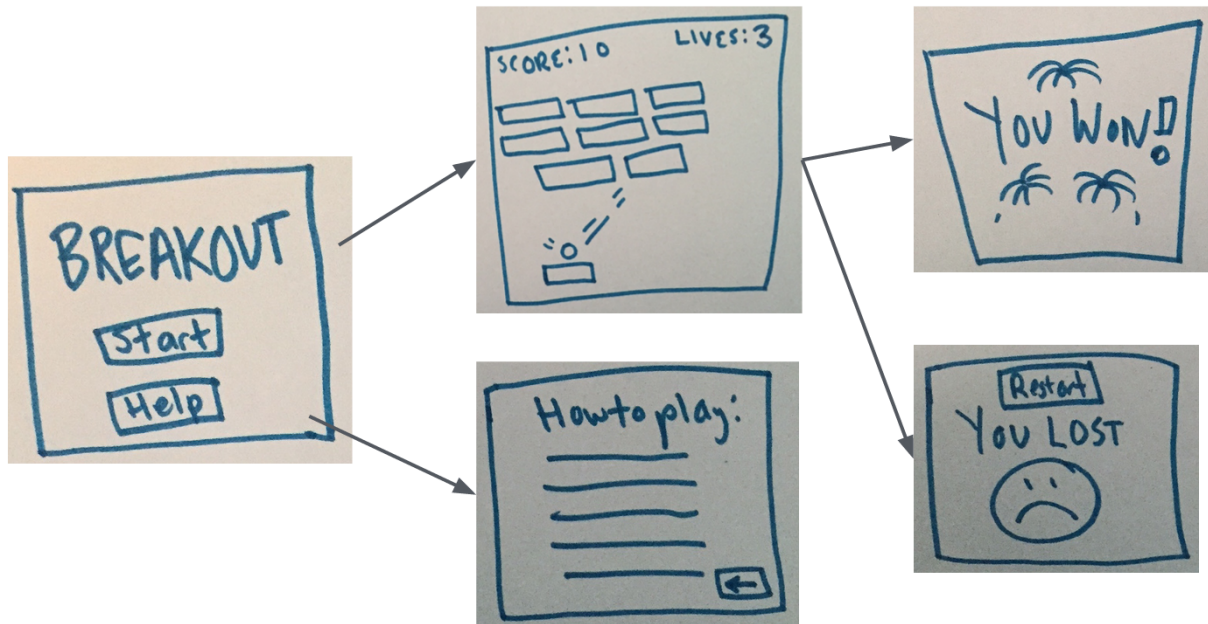 BREAKOUT
Start
Help
SCORE:10 LIVES:3
How to play:
YOU WON!
Restart
YOU LOST